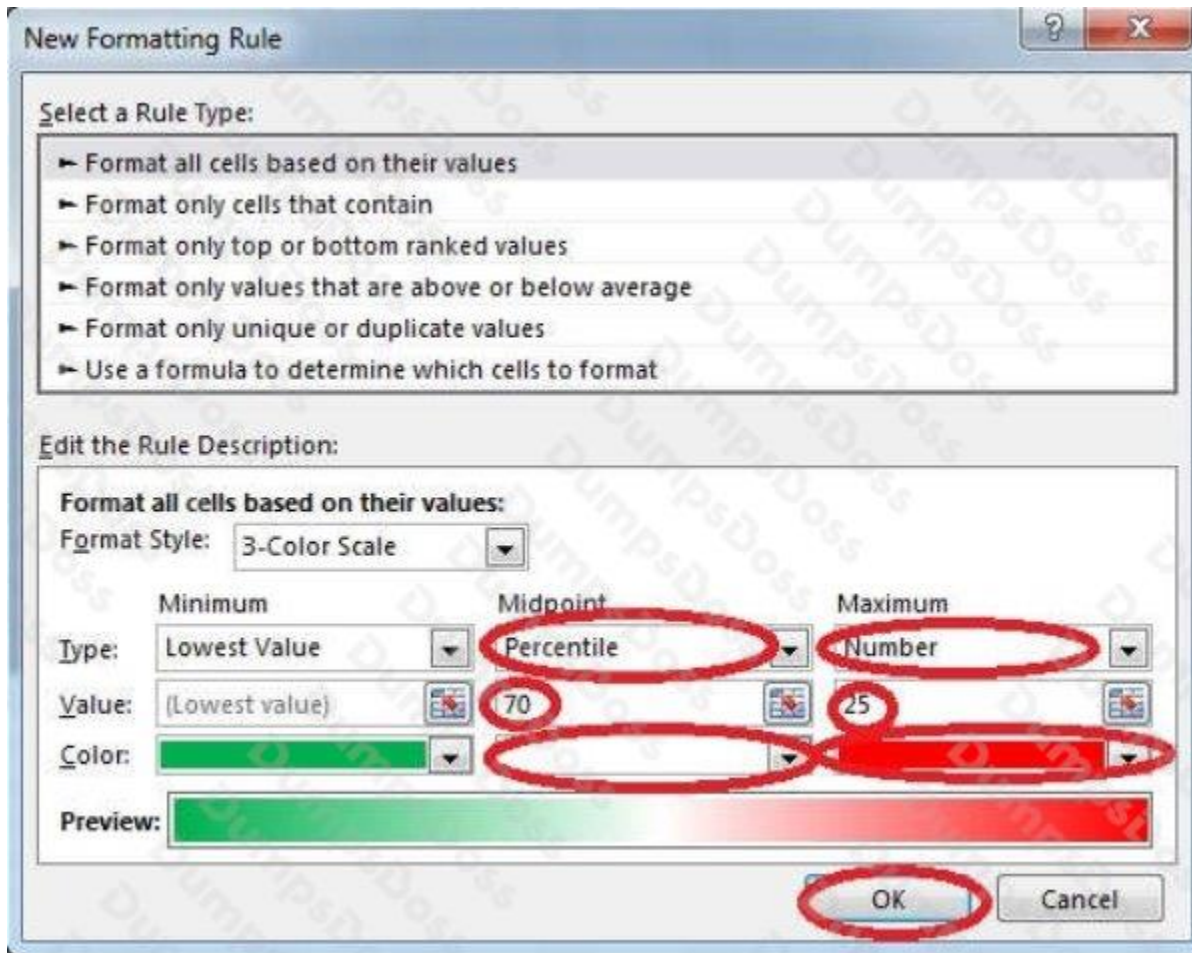 New Formatting Rule
Select a Rule Type:
► Format all cells based on their values
► Format only cells that contain
► Format only top or bottom ranked values
► Format only values that are above or below average
► Format only unique or duplicate values
► Use a formula to determine which cells to format
Edit the Rule Description:
Format all cells based on their values:
Format Style: 3-Color Scale
Minimum Midpoint Maximum
Type: Lowest Value Percentile Number
Value: (Lowest value) 70 25
Color:
Preview:
OK Cancel
DumpsDoss